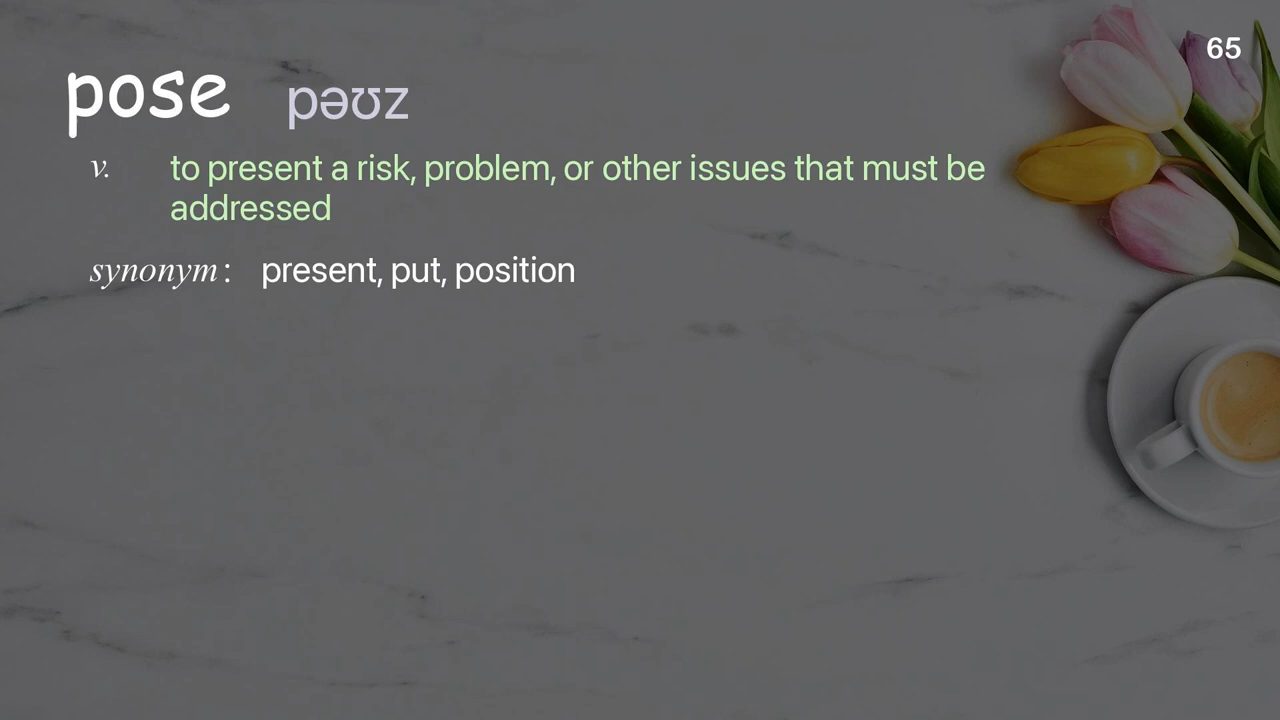 65
pose pəʊz
v. to present a risk, problem, or other issues that must be
addressed
synonym: present, put, position